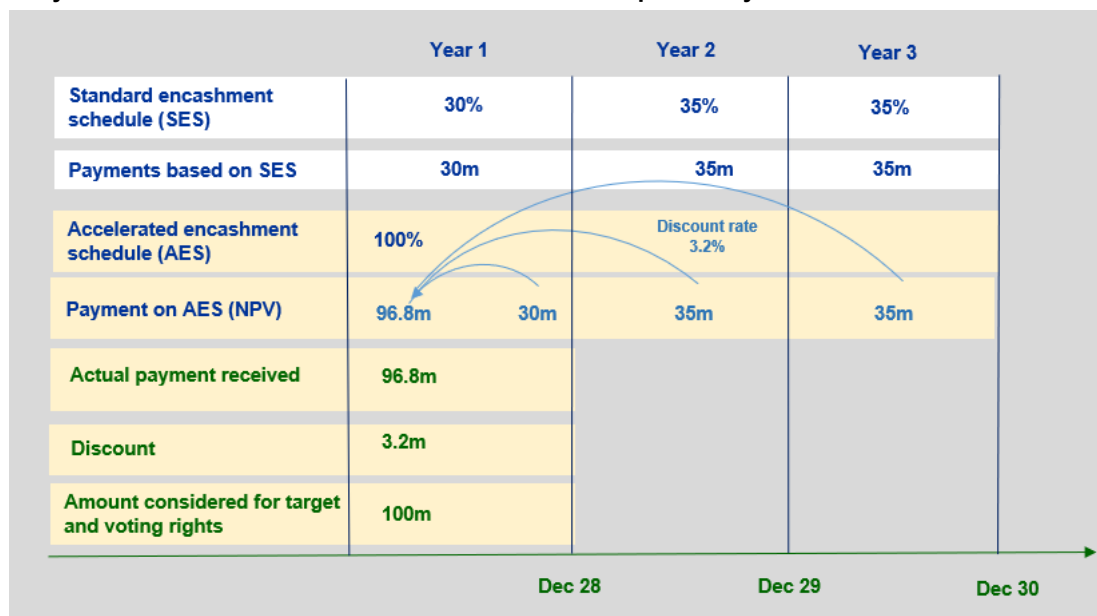 Year 1 Year 2 Year 3
Standard encashment
schedule (SES)
30% 35% 35%
Payments based on SES 30m 35m 35m
Accelerated encashment
schedule (AES)
100%
Discount rate
3.2%
Payment on AES (NPV) 96.8m 30m 35m 35m
Actual payment received 96.8m
Discount 3.2m
Amount considered for target
and voting rights
100m
Dec 28 Dec 29 Dec 30